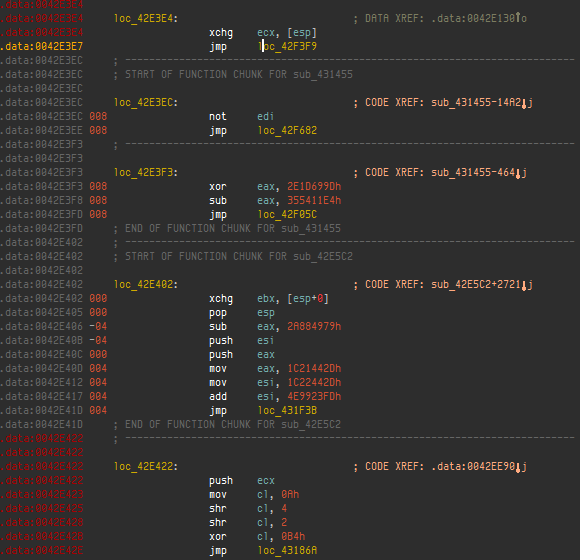 .data:0042E3E4
.data:0042E3E4 loc_42E3E4: ; DATA XREF: .data:0042E130↑o
.data:0042E3E4 xchg ecx, [esp]
.data:0042E3E7 jmp loc_42F3F9
.data:0042E3EC ; ---------------------------------------------------------------------------
.data:0042E3EC ; START OF FUNCTION CHUNK FOR sub_431455
.data:0042E3EC
.data:0042E3EC loc_42E3EC: ; CODE XREF: sub_431455-14A2↓j
.data:0042E3EC 008 not edi
.data:0042E3EE 008 jmp loc_42F682
.data:0042E3F3 ; ---------------------------------------------------------------------------
.data:0042E3F3
.data:0042E3F3 loc_42E3F3: ; CODE XREF: sub_431455-464↓j
.data:0042E3F3 008 xor eax, 2E1D699Dh
.data:0042E3F8 008 sub eax, 355411E4h
.data:0042E3FD 008 jmp loc_42F05C
.data:0042E3FD ; END OF FUNCTION CHUNK FOR sub_431455
.data:0042E402 ; ---------------------------------------------------------------------------
.data:0042E402 ; START OF FUNCTION CHUNK FOR sub_42E5C2
.data:0042E402
.data:0042E402 loc_42E402: ; CODE XREF: sub_42E5C2+2721↓j
.data:0042E402 000 xchg ebx, [esp+0]
.data:0042E405 000 pop esp
.data:0042E406 -04 sub eax, 2A884979h
.data:0042E40B -04 push esi
.data:0042E40C 000 push eax
.data:0042E40D 004 mov eax, 1C21442Dh
.data:0042E412 004 mov esi, 1C22442Dh
.data:0042E417 004 add esi, 4E9923FDh
.data:0042E41D 004 jmp loc_431F3B
.data:0042E41D ; END OF FUNCTION CHUNK FOR sub_42E5C2
.data:0042E422 ; ---------------------------------------------------------------------------
.data:0042E422
.data:0042E422 loc_42E422: ; CODE XREF: .data:0042EE90↓j
.data:0042E422 push ecx
.data:0042E423 mov cl, 0Ah
.data:0042E425 shr cl, 4
.data:0042E428 shr cl, 2
.data:0042E42B xor cl, 0B4h
.data:0042E42E jmp loc_43186A